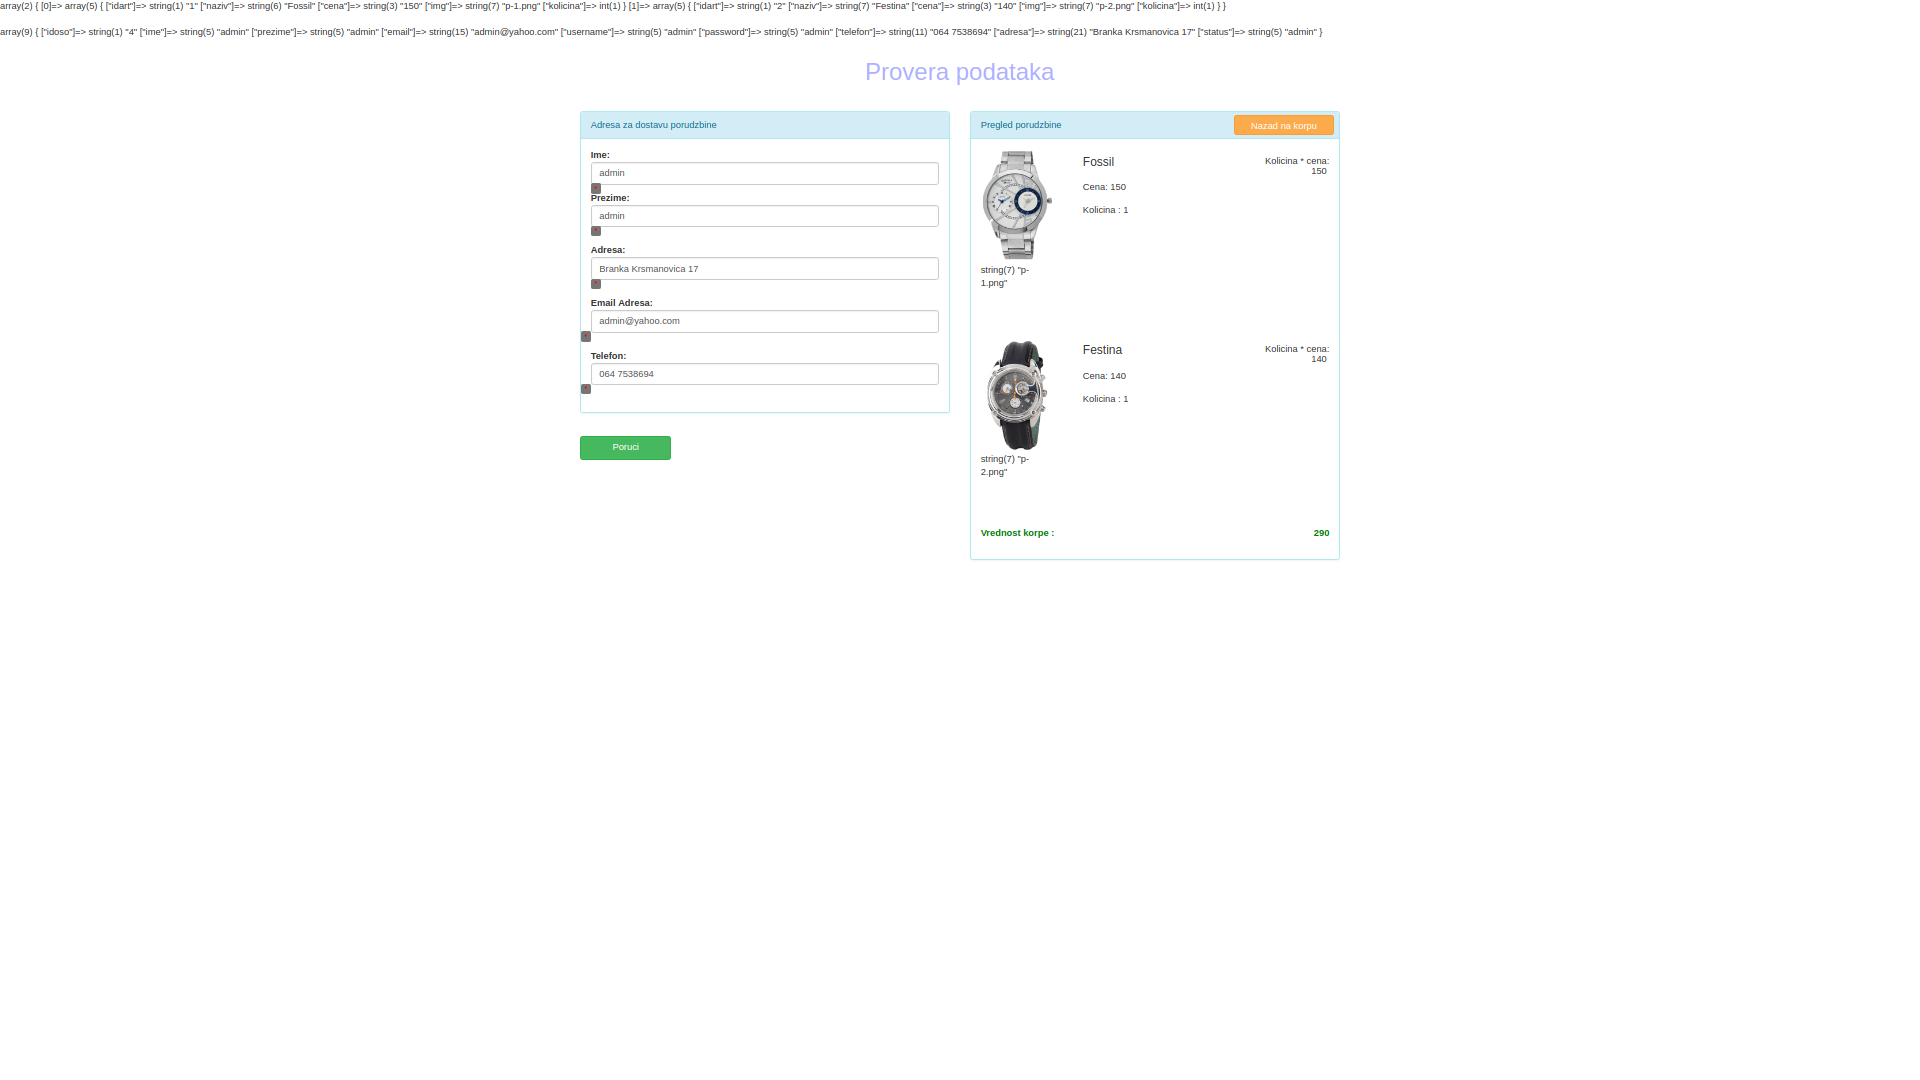 array(2) { [0]=> array(5) { ["idart"]=> string(1) "1" ["naziv"]=> string(6) "Fossil" ["cena"]=> string(3) "150" ["img"]=> string(7) "p-1.png" ["kolicina"]=> int(1) } [1]=> array(5) { ["idart"]=> string(1) "2" ["naziv"]=> string(7) "Festina" ["cena"]=> string(3) "140" ["img"]=> string(7) "p-2.png" ["kolicina"]=> int(1) } }
array(9) { ["idoso"]=> string(1) "4" ["ime"]=> string(5) "admin" ["prezime"]=> string(5) "admin" ["email"]=> string(15) "admin@yahoo.com" ["username"]=> string(5) "admin" ["password"]=> string(5) "admin" ["telefon"]=> string(11) "064 7538694" ["adresa"]=> string(21) "Branka Krsmanovica 17" ["status"]=> string(5) "admin" }
Provera podataka
Adresa za dostavu porudzbine
Ime:
admin
*
Prezime:
admin
*
Adresa:
Branka Krsmanovica 17
*
Email Adresa:
admin@yahoo.com
*
Telefon:
064 7538694
*
Poruci
Pregled porudzbine
Nazad na korpu
Fossil
Cena: 150
Kolicina : 1
Kolicina * cena:
150
string(7) "p-
1.png"
Festina
Cena: 140
Kolicina : 1
Kolicina * cena:
140
string(7) "p-
2.png"
Vrednost korpe :
290